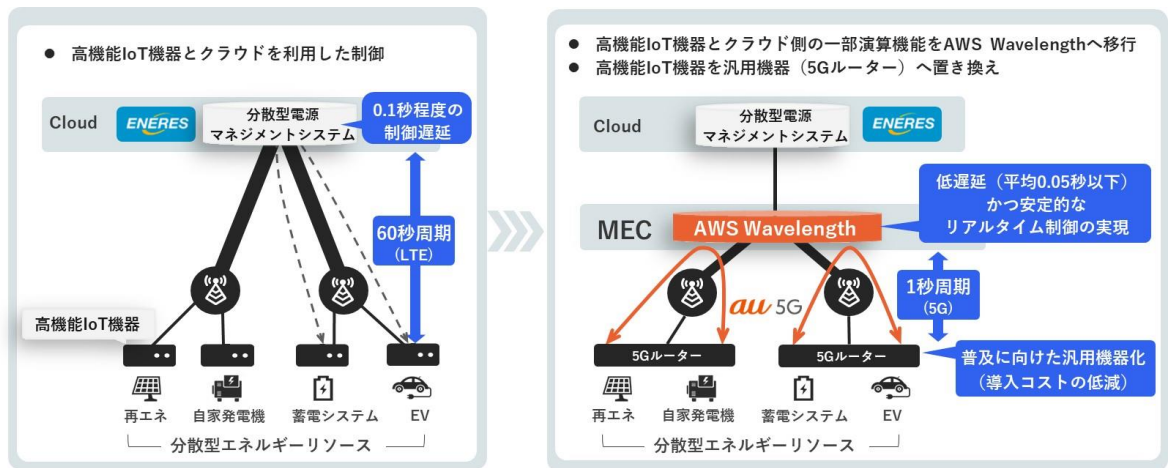 ● 高機能IoT機器とクラウドを利用した制御
Cloud
ENERES
分散型電源
マネジメントシステム
0.1秒程度の
制御遅延
60秒周期
(LTE)
高機能IoT機器
再エネ
自家発電機
蓄電システム
EV
分散型エネルギーリソース
● 高機能IoT機器とクラウド側の一部演算機能をAWS Wavelengthへ移行
● 高機能IoT機器を汎用機器（5Gルーター）へ置き換え
Cloud
分散型電源
マネジメントシステム
ENERES
低遅延（平均0.05秒以下）
かつ安定的な
リアルタイム制御の実現
MEC
AWS Wavelength
au 5G
1秒周期
(5G)
5Gルーター
5Gルーター
普及に向けた汎用機器化
（導入コストの低減）
再エネ
自家発電機
蓄電システム
EV
分散型エネルギーリソース